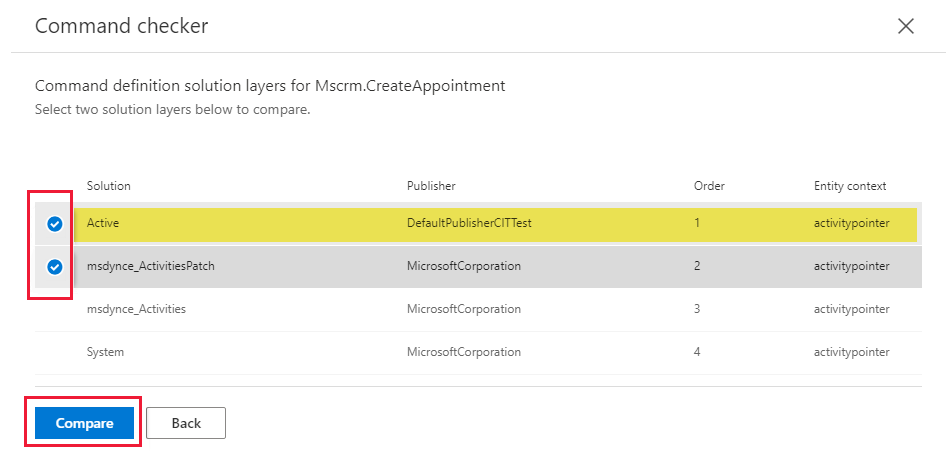 Command checker
Command definition solution layers for Mscrm.CreateAppointment
Select two solution layers below to compare.
Solution Publisher Order Entity context
Active DefaultPublisherCITTest 1 activitypointer
msdynce_ActivitiesPatch MicrosoftCorporation 2 activitypointer
msdynce_Activities MicrosoftCorporation 3 activitypointer
System MicrosoftCorporation 4 activitypointer
Compare Back